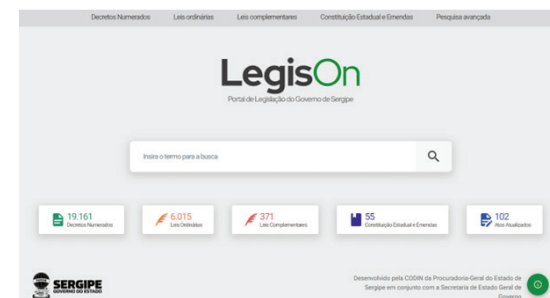 Decretos Numerados Leis ordinárias Leis complementares Constituição Estadual e Emendas Pesquisa avançada
LegisOn
Portal de Legislação do Governo de Sergipe
Insira o termo para a busca
19.161
Decretos Numerados
6.015
Leis Ordinárias
371
Leis Complementares
55
Constituição Estadual e Emendas
102
Atos Atualizados
SERGIPE
GOVERNO DO ESTADO
Desenvolvido pela CODIN da Procuradoria-Geral do Estado de
Sergipe em conjunto com a Secretaria de Estado Geral de
Governo